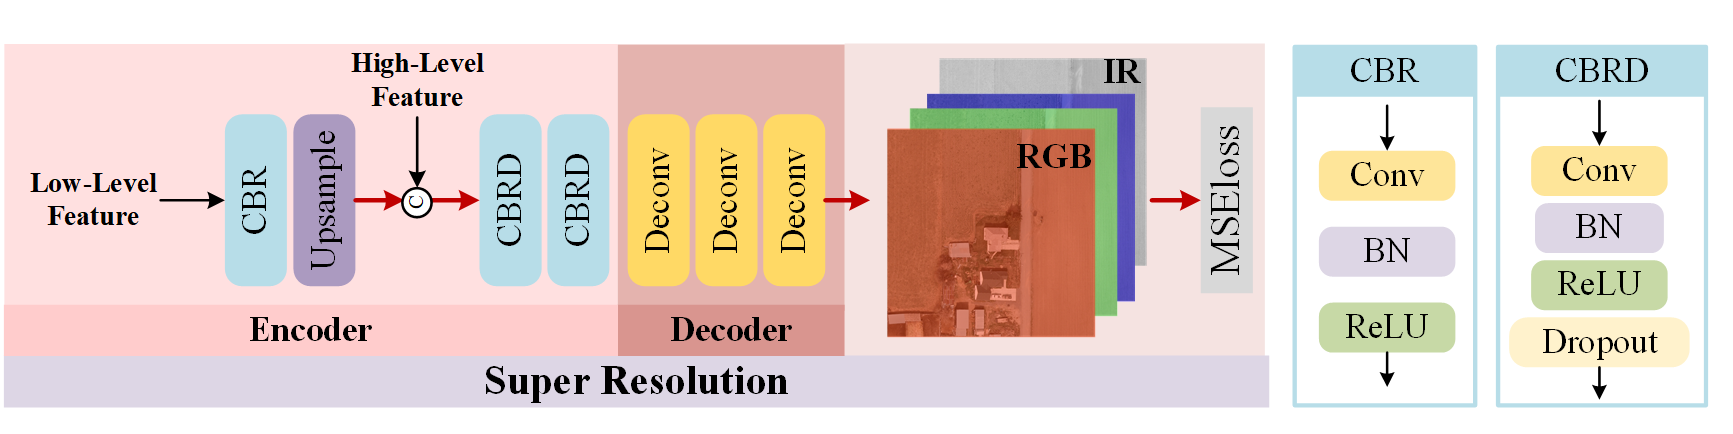 High-Level
Feature
Low-Level
Feature
CBR
Upsample
C
CBRD
CBRD
Deconv
Deconv
Deconv
IR
RGB
MSEloss
Encoder
Decoder
Super Resolution
CBR
Conv
BN
ReLU
CBRD
Conv
BN
ReLU
Dropout